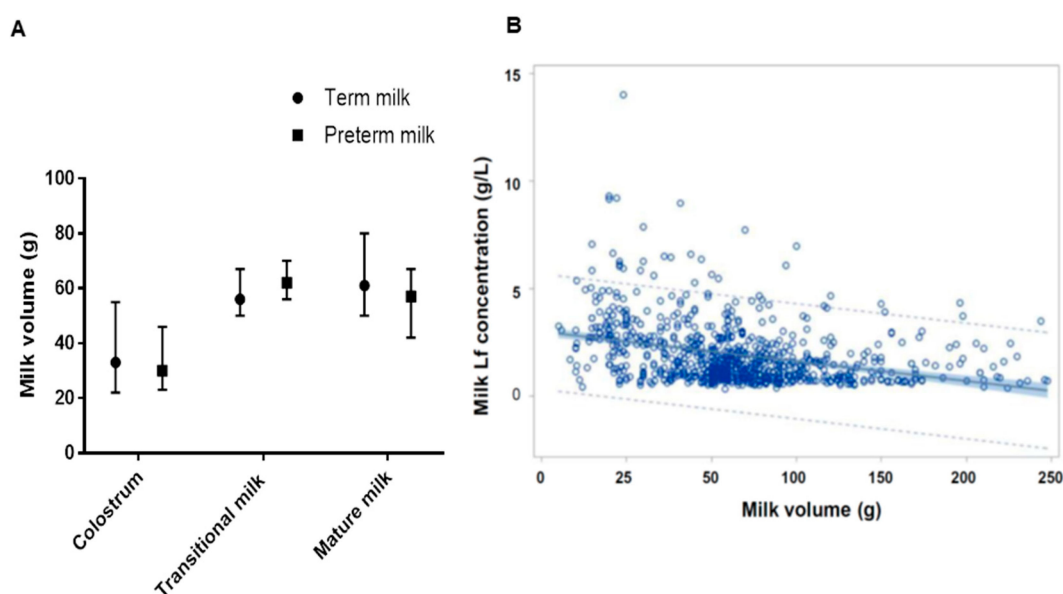 A
Term milk
Preterm milk
Milk volume (g)
100
80
60
40
20
0
Colostrum
Transitional milk
Mature milk
B
Milk Lf concentration (g/L)
15
10
5
0
0 25 50 100 150 200 250
Milk volume (g)